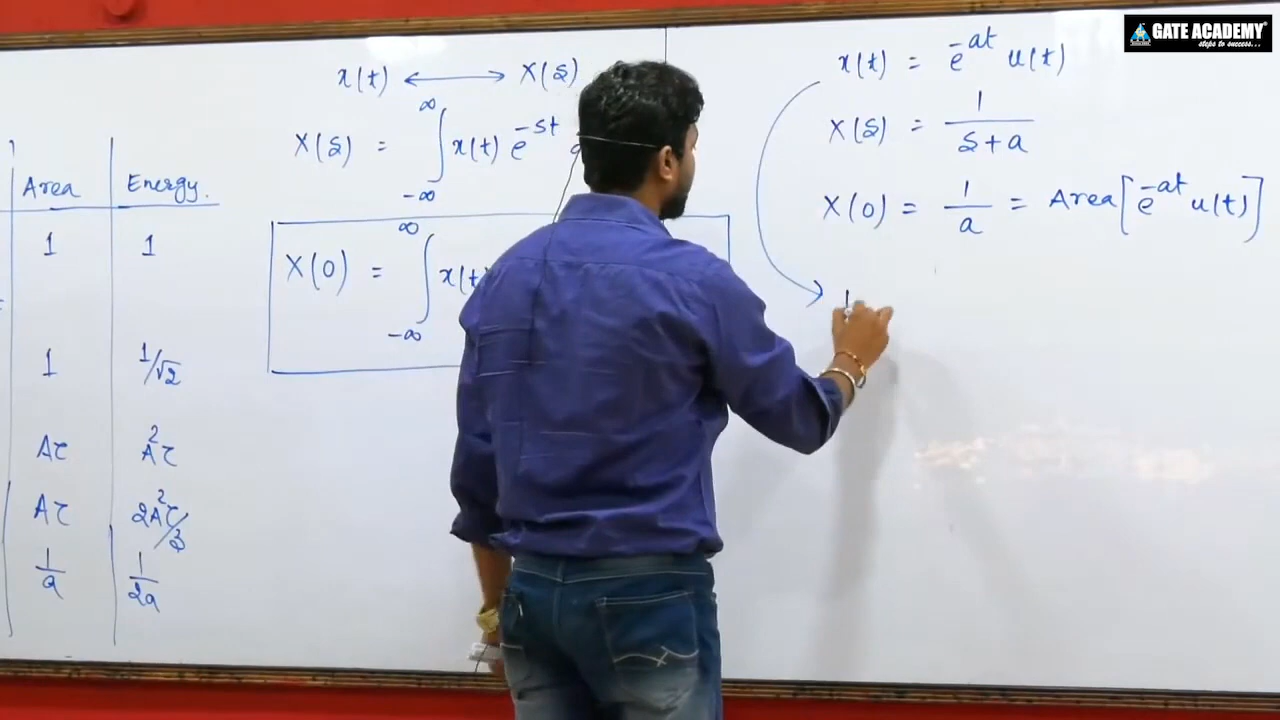 GATE ACADEMY
steps to success...
Area Energy.
1 1
1 1/√2
Aτ A²τ
Aτ 2A²τ/3
1/a 1/2a
x(t) ⟷ X(s)
X(s) = ∫_{-∞}^{∞} x(t) e^{-st}
X(0) = ∫_{-∞}^{∞} x(t
x(t) = e^{-at} u(t)
X(s) = 1/(s+a)
X(0) = 1/a = Area[e^{-at} u(t)]